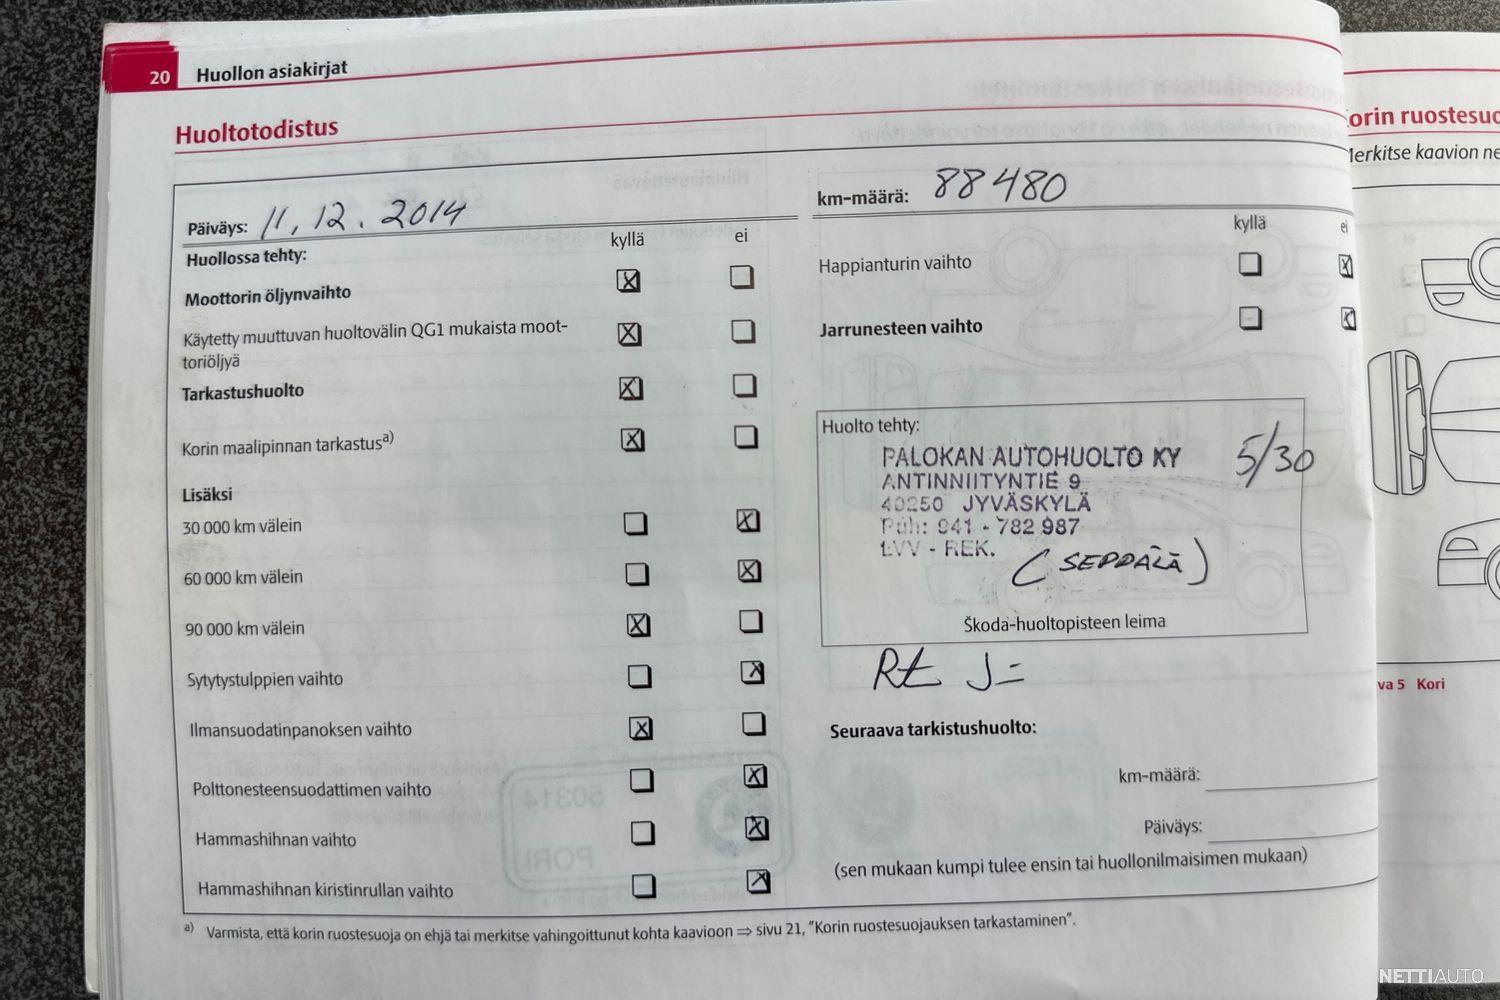 20 Huollon asiakirjat
Huoltotodistus
Päiväys: 11.12.2014
kyllä ei
Huollossa tehty:
Moottorin öljynvaihto
Käytetty muuttuvan huoltovälin QG1 mukaista moot-
toriöljyä
Tarkastushuolto
Korin maalipinnan tarkastusa)
Lisäksi
30 000 km välein
60 000 km välein
90 000 km välein
Sytytystulppien vaihto
Ilmansuodatinpanoksen vaihto
Polttonesteensuodattimen vaihto
Hammashihnan vaihto
Hammashihnan kiristinrullan vaihto
km-määrä: 88480
kyllä ei
Happianturin vaihto
Jarrunesteen vaihto
Huolto tehty:
PALOKAN AUTOHUOLTO KY 5/30
ANTINNIITYNTIE 9
40250 JYVÄSKYLÄ
Puh: 941 - 782 987
LVV - REK.
(SEPPÄLÄ)
Škoda-huoltopisteen leima
Seuraava tarkistushuolto:
km-määrä:
Päiväys:
(sen mukaan kumpi tulee ensin tai huollonilmaisimen mukaan)
a) Varmista, että korin ruostesuoja on ehjä tai merkitse vahingoittunut kohta kaavioon ⇒ sivu 21, "Korin ruostesuojauksen tarkastaminen".
orin ruostesuo
Merkitse kaavion ne
va 5 Kori
NETTIAUTO